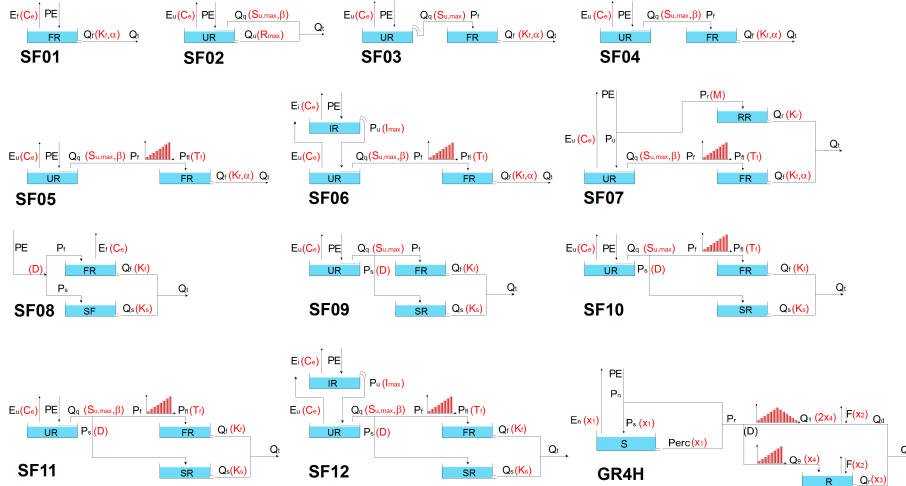 Ef(Ce) PE
FR
Qf(Kf,α) Qt
SF01
Eu(Ce) PE
UR
Qq (Su,max,β)
Qu(Rmax)
Qt
SF02
Eu(Ce) PE
UR
Qq (Su,max) Pf
FR
Qf (Kf,α) Qt
SF03
Eu(Ce) PE
UR
Qq(Su,max,β) Pf
FR
Qf(Kf,α) Qt
SF04
Eu(Ce) PE
UR
Qq (Su,max,β) Pf Pfl(Tf)
FR
Qf(Kf,α) Qt
SF05
Ei(Ce) PE
IR
Pu(Imax)
Eu(Ce)
UR
Qq (Su,max,β) Pf Pfl(Tf)
FR
Qf (Kf,α) Qt
SF06
PE
Pr(M)
RR
Qr(Kr)
Eu(Ce) Pu
Qt
UR
Qq(Su,max,β) Pf Pfl(Tf)
FR
Qf(Kf,α)
SF07
PE
Pf Ef(Ce)
(D)
FR
Qf(Kf)
Ps
Qt
SF
Qs(Ks)
SF08
Eu(Ce) PE
UR
Qq (Su,max) Pf
Ps (D)
FR
Qf(Kf)
Qt
SR
Qs(Ks)
SF09
Eu(Ce) PE
UR
Qq (Su,max) Pf Pfl(Tf)
Ps (D)
FR
Qf(Kf)
Qt
SR
Qs(Ks)
SF10
Eu(Ce) PE
UR
Qq (Su,max,β) Pf Pfl(Tf)
Ps (D)
FR
Qf(Kf)
Qt
SR
Qs(Ks)
SF11
Ei(Ce) PE
IR
Pu(Imax)
Eu(Ce)
UR
Qq (Su,max,β) Pf Pfl(Tf)
Ps (D)
FR
Qf(Kf)
Qt
SR
Qs(Ks)
SF12
PE
Pn
En (x1) Ps (x1)
S
Perc(x1)
Pr
(D)
Q1 (2x4) F(x2) Qd
Q9 (x4) F(x2)
R
Qr(x3)
GR4H